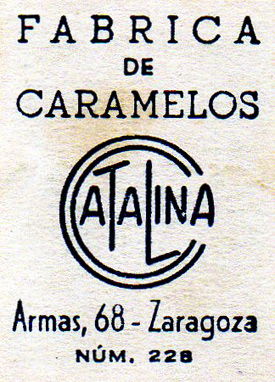 FABRICA
DE
CARAMELOS
CATALINA
Armas, 68 - Zaragoza
NÚM. 228